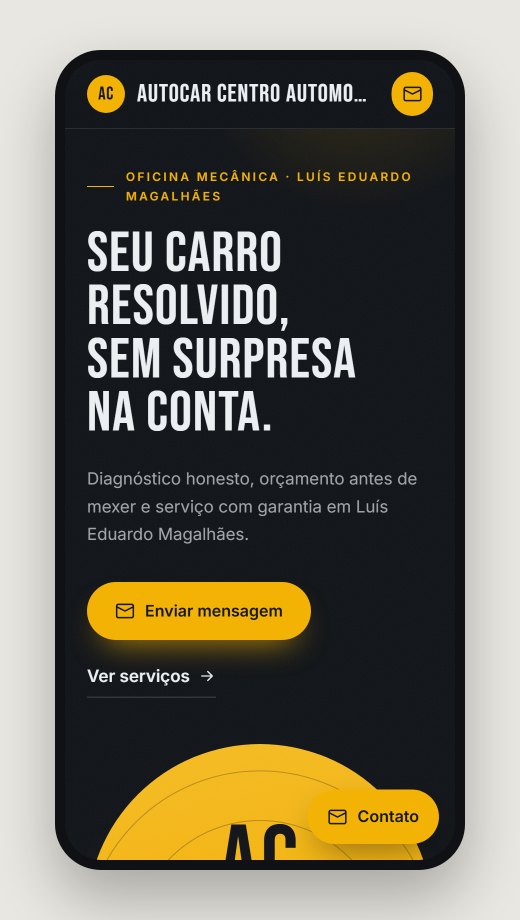 AC
AUTOCAR CENTRO AUTOMO...
OFICINA MECÂNICA · LUÍS EDUARDO
MAGALHÃES
SEU CARRO
RESOLVIDO,
SEM SURPRESA
NA CONTA.
Diagnóstico honesto, orçamento antes de
mexer e serviço com garantia em Luís
Eduardo Magalhães.
Enviar mensagem
Ver serviços →
Contato
AC